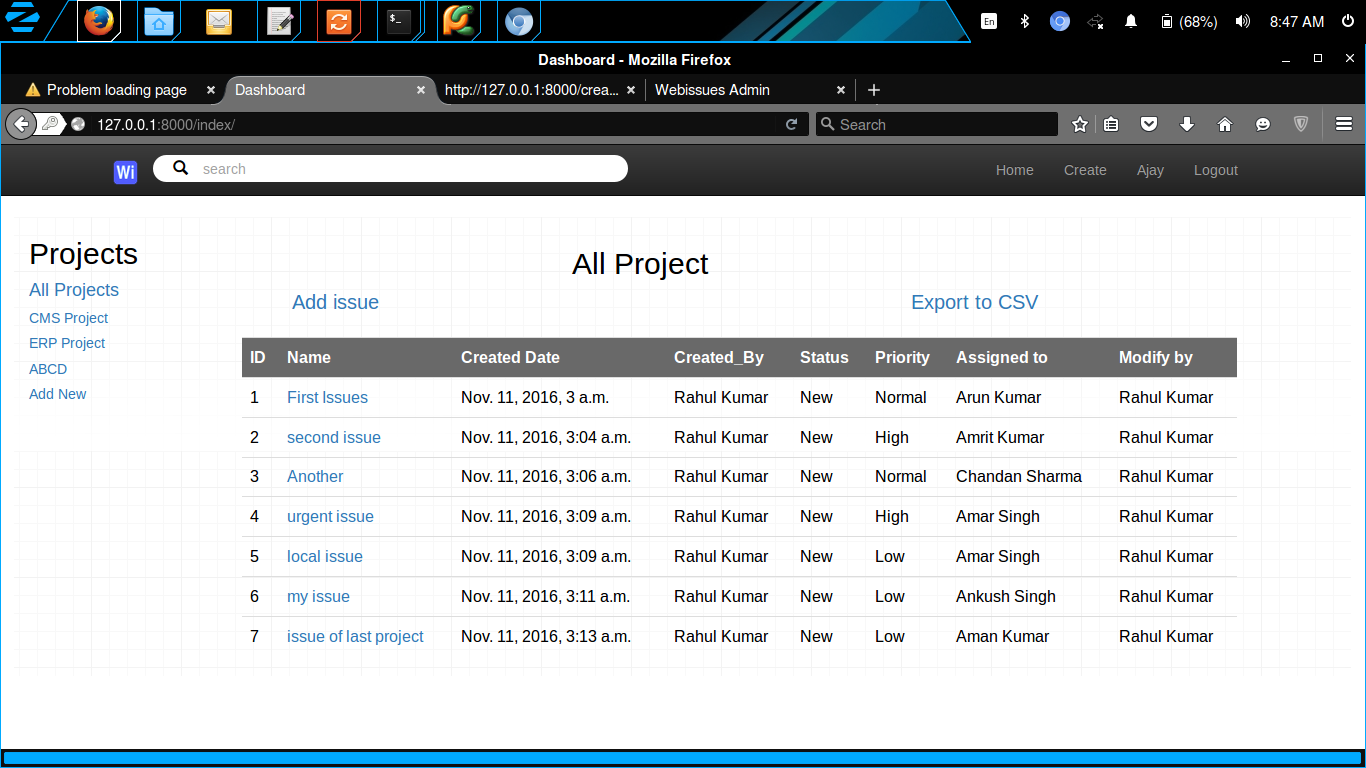 En (68%) 8:47 AM
Dashboard - Mozilla Firefox
Problem loading page Dashboard http://127.0.0.1:8000/crea... Webissues Admin
127.0.0.1:8000/index/ Search
Wi search Home Create Ajay Logout
Projects
All Projects
CMS Project
ERP Project
ABCD
Add New
All Project
Add issue Export to CSV
ID Name Created Date Created_By Status Priority Assigned to Modify by
1 First Issues Nov. 11, 2016, 3 a.m. Rahul Kumar New Normal Arun Kumar Rahul Kumar
2 second issue Nov. 11, 2016, 3:04 a.m. Rahul Kumar New High Amrit Kumar Rahul Kumar
3 Another Nov. 11, 2016, 3:06 a.m. Rahul Kumar New Normal Chandan Sharma Rahul Kumar
4 urgent issue Nov. 11, 2016, 3:09 a.m. Rahul Kumar New High Amar Singh Rahul Kumar
5 local issue Nov. 11, 2016, 3:09 a.m. Rahul Kumar New Low Amar Singh Rahul Kumar
6 my issue Nov. 11, 2016, 3:11 a.m. Rahul Kumar New Low Ankush Singh Rahul Kumar
7 issue of last project Nov. 11, 2016, 3:13 a.m. Rahul Kumar New Low Aman Kumar Rahul Kumar